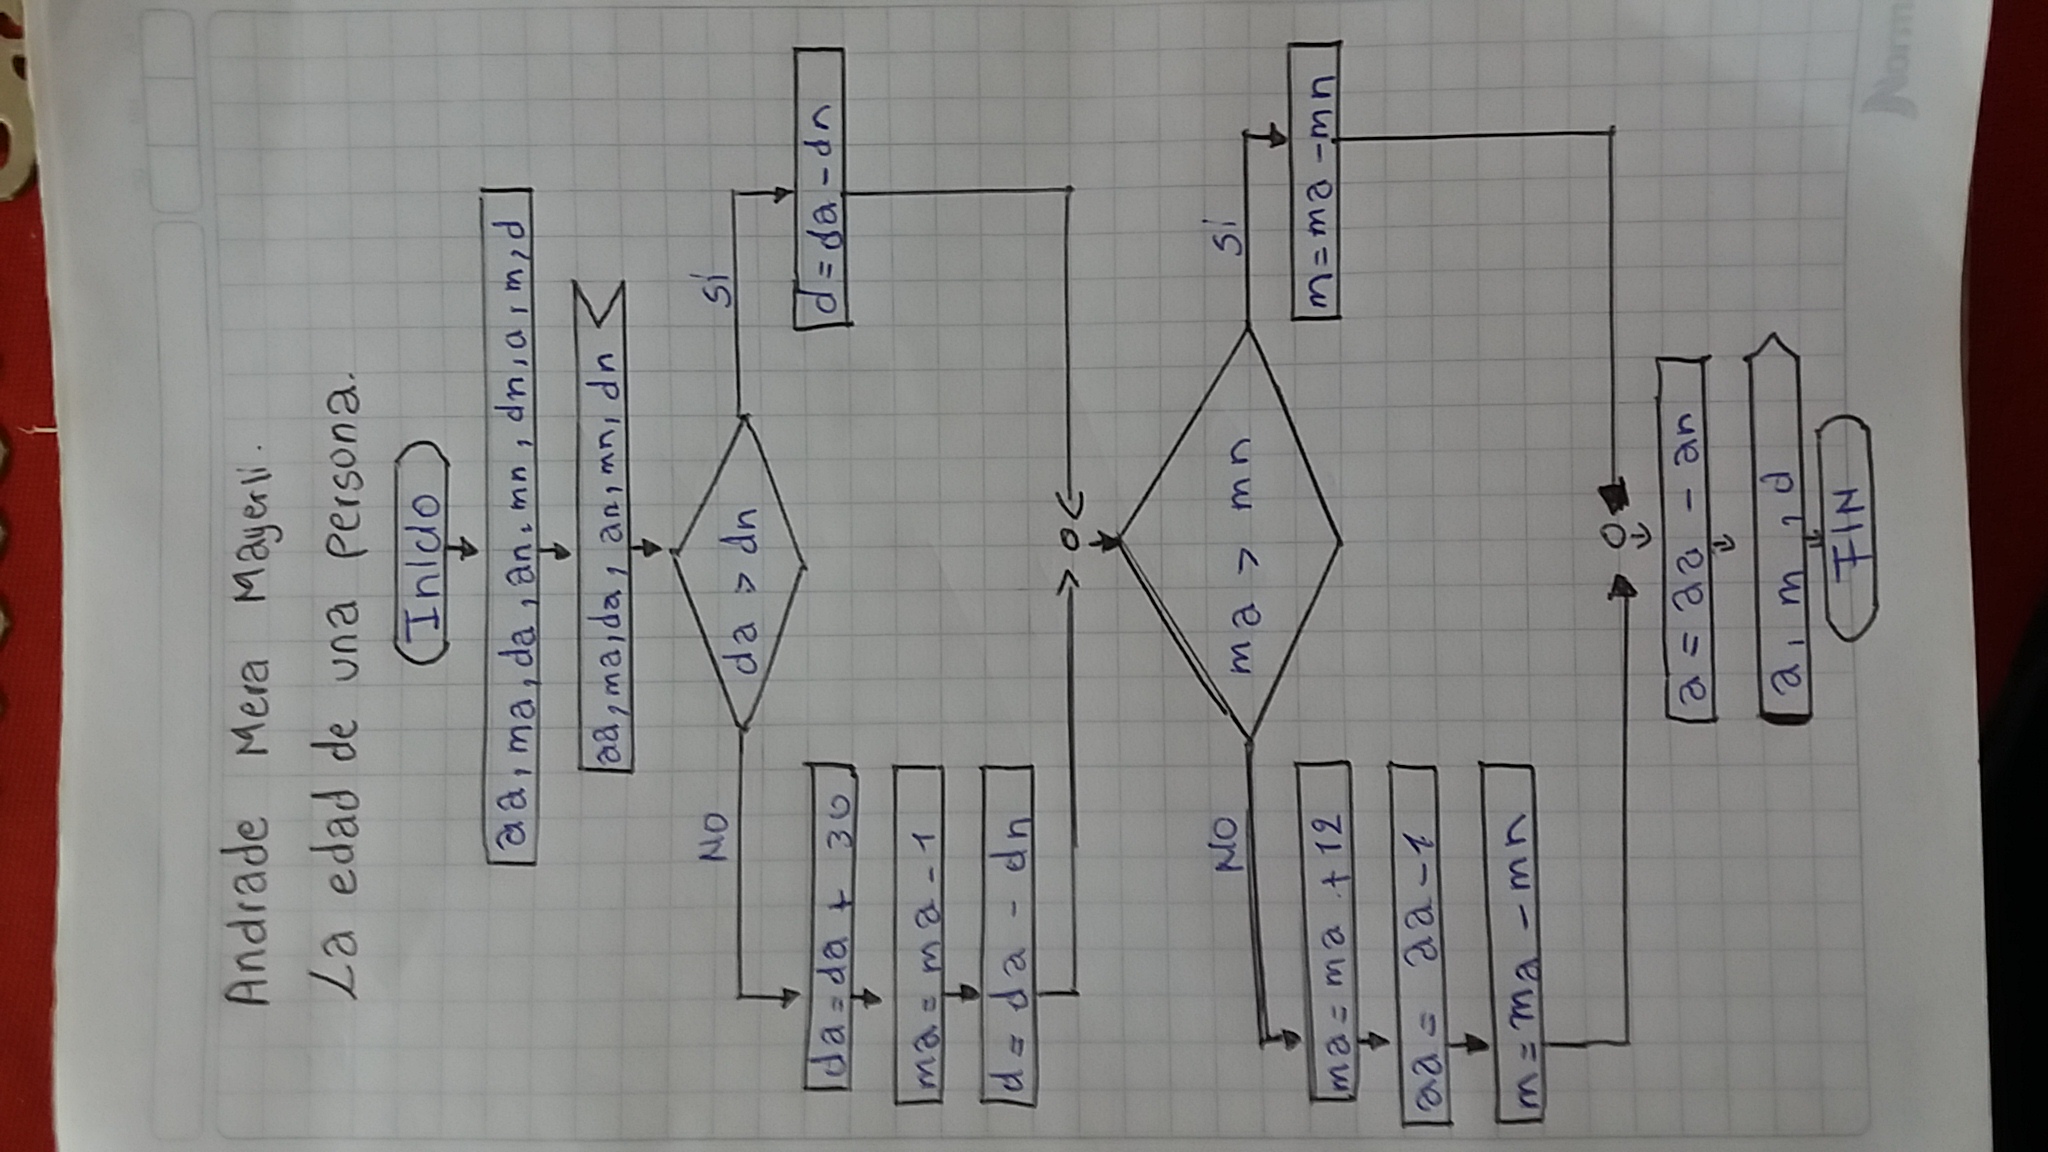 Andrade Mera Mayerli.
La edad de una persona.
Inicio
aa, ma, da, an, mn, dn, a, m, d
aa, ma, da, an, mn, dn
da > dn
NO
SI
da = da + 30
ma = ma - 1
d = da - dn
d = da - dn
ma > mn
NO
SI
ma = ma + 12
aa = aa - 1
m = ma - mn
m = ma - mn
a = aa - an
a, m, d
FIN
Norm